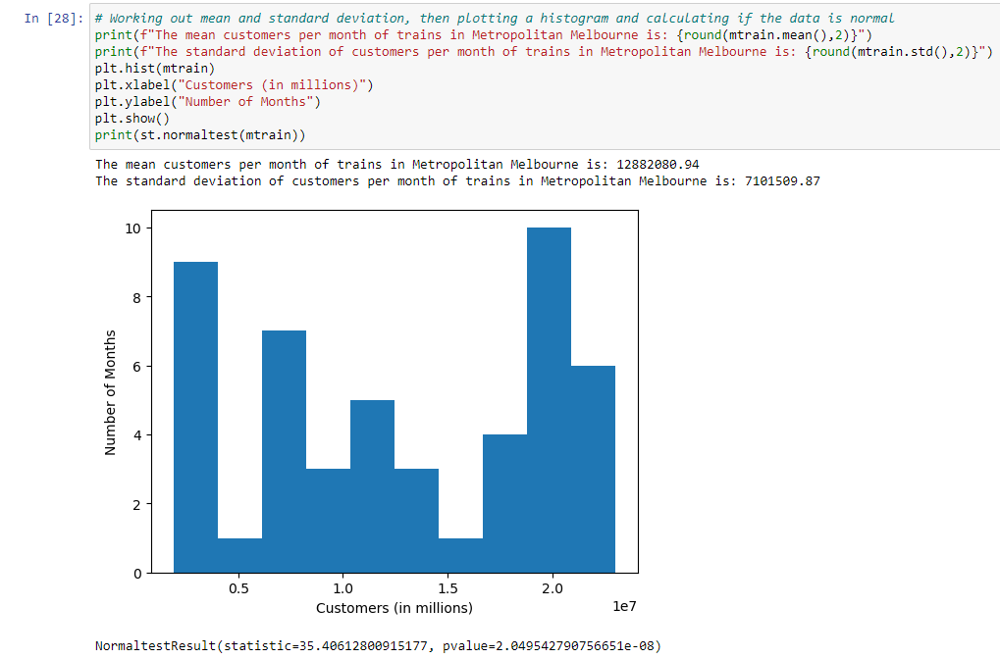 In [28]: # Working out mean and standard deviation, then plotting a histogram and calculating if the data is normal
print(f"The mean customers per month of trains in Metropolitan Melbourne is: {round(mtrain.mean(),2)}")
print(f"The standard deviation of customers per month of trains in Metropolitan Melbourne is: {round(mtrain.std(),2)}")
plt.hist(mtrain)
plt.xlabel("Customers (in millions)")
plt.ylabel("Number of Months")
plt.show()
print(st.normaltest(mtrain))
The mean customers per month of trains in Metropolitan Melbourne is: 12882080.94
The standard deviation of customers per month of trains in Metropolitan Melbourne is: 7101509.87
10
8
6
4
2
0
Number of Months
0.5 1.0 1.5 2.0
Customers (in millions)
1e7
NormaltestResult(statistic=35.40612800915177, pvalue=2.049542790756651e-08)